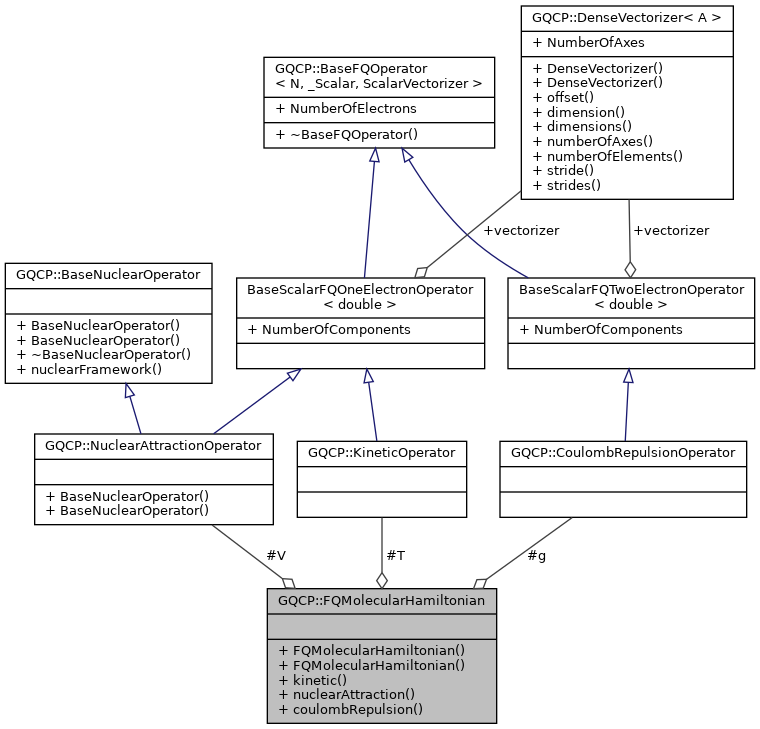 GQCP::DenseVectorizer< A >
+ NumberOfAxes
+ DenseVectorizer()
+ DenseVectorizer()
+ offset()
+ dimension()
+ dimensions()
+ numberOfAxes()
+ numberOfElements()
+ stride()
+ strides()
GQCP::BaseFQOperator
< N, _Scalar, ScalarVectorizer >
+ NumberOfElectrons
+ ~BaseFQOperator()
+vectorizer
+vectorizer
GQCP::BaseNuclearOperator
+ BaseNuclearOperator()
+ BaseNuclearOperator()
+ ~BaseNuclearOperator()
+ nuclearFramework()
BaseScalarFQOneElectronOperator
< double >
+ NumberOfComponents
BaseScalarFQTwoElectronOperator
< double >
+ NumberOfComponents
GQCP::NuclearAttractionOperator
+ BaseNuclearOperator()
+ BaseNuclearOperator()
GQCP::KineticOperator
GQCP::CoulombRepulsionOperator
#V
#T
#g
GQCP::FQMolecularHamiltonian
+ FQMolecularHamiltonian()
+ FQMolecularHamiltonian()
+ kinetic()
+ nuclearAttraction()
+ coulombRepulsion()